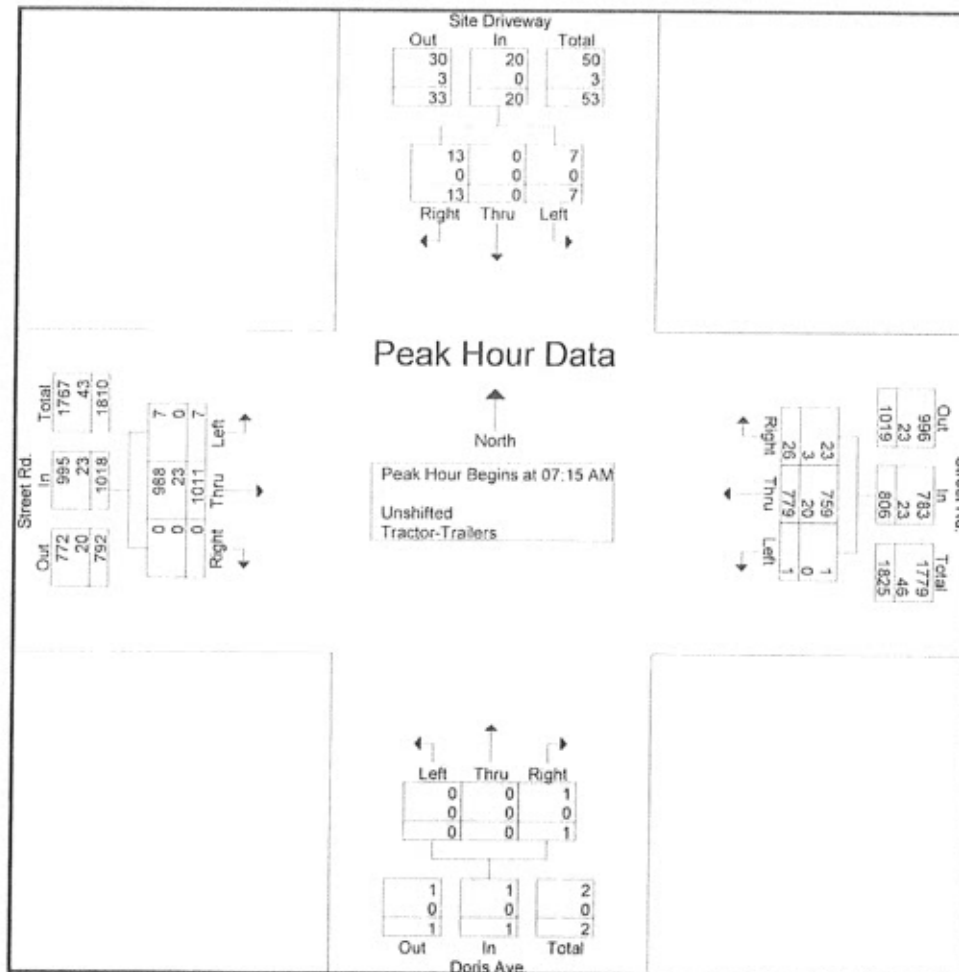 Site Driveway
Out In Total
30 20 50
3 0 3
33 20 53
13 0 7
0 0 0
13 0 7
Right Thru Left
Peak Hour Data
North
Peak Hour Begins at 07:15 AM
Unshifted
Tractor-Trailers
Street Rd.
Out In Total
772 995 1767
20 23 43
792 1018 1810
0 988 7
0 23 0
0 1011 7
Right Thru Left
Out In Total
996 783 1779
23 23 46
1019 806 1825
23 759 1
3 20 0
26 779 1
Right Thru Left
Left Thru Right
0 0 1
0 0 0
0 0 1
1 1 2
0 0 0
1 1 2
Out In Total
Doris Ave